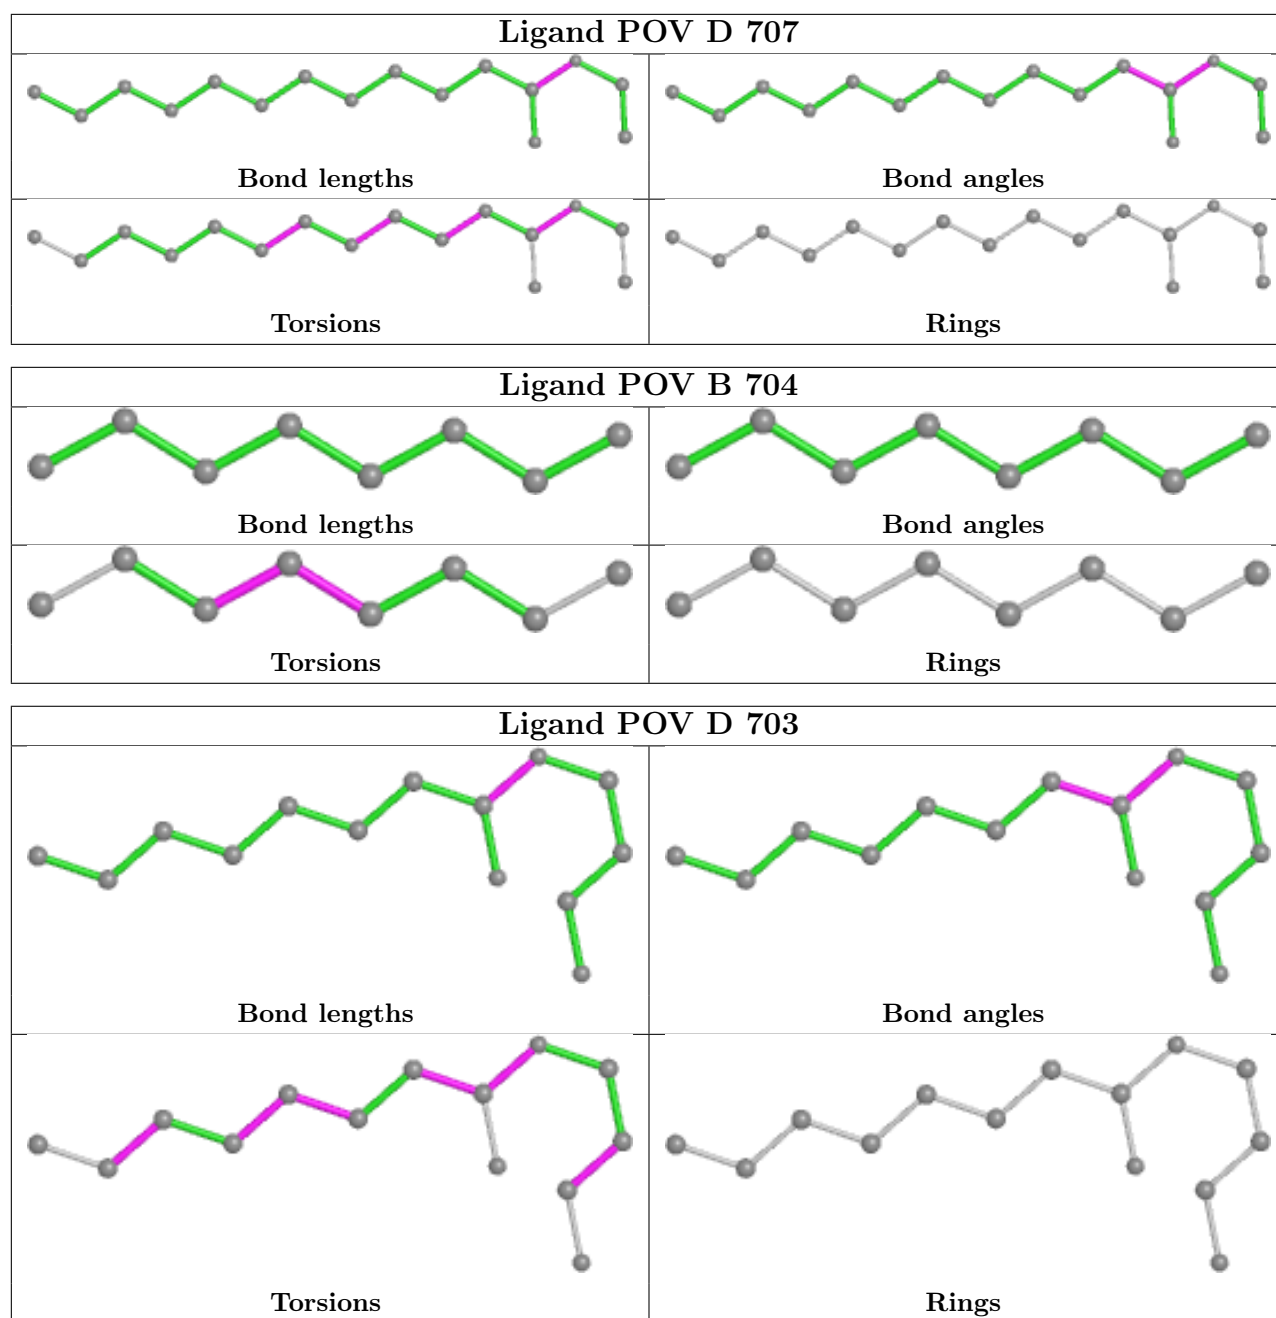 Ligand POV D 707
Bond lengths
Bond angles
Torsions
Rings
Ligand POV B 704
Bond lengths
Bond angles
Torsions
Rings
Ligand POV D 703
Bond lengths
Bond angles
Torsions
Rings